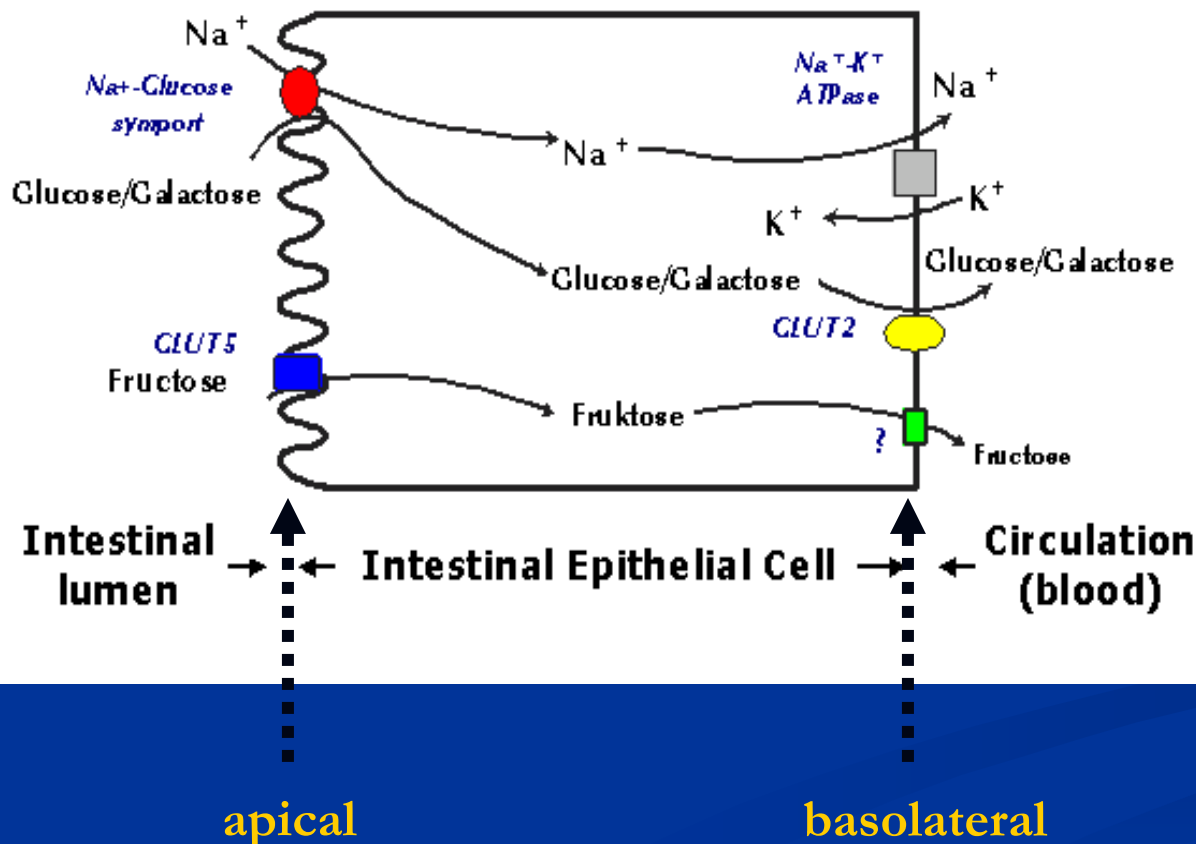 Na+
Na+-Glucose
symport
Glucose/Galactose
Na+-K+
ATPase
Na+
Na+
K+
K+
Glucose/Galactose
Glucose/Galactose
GLUT2
GLUT5
Fructose
Fruktose
?
Fructose
Intestinal
lumen
Intestinal Epithelial Cell
Circulation
(blood)
apical
basolateral